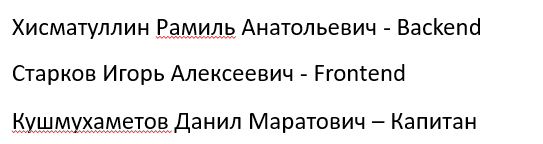 Хисматуллин Рамиль Анатольевич - Backend
Старков Игорь Алексеевич - Frontend
Кушмухаметов Данил Маратович – Капитан